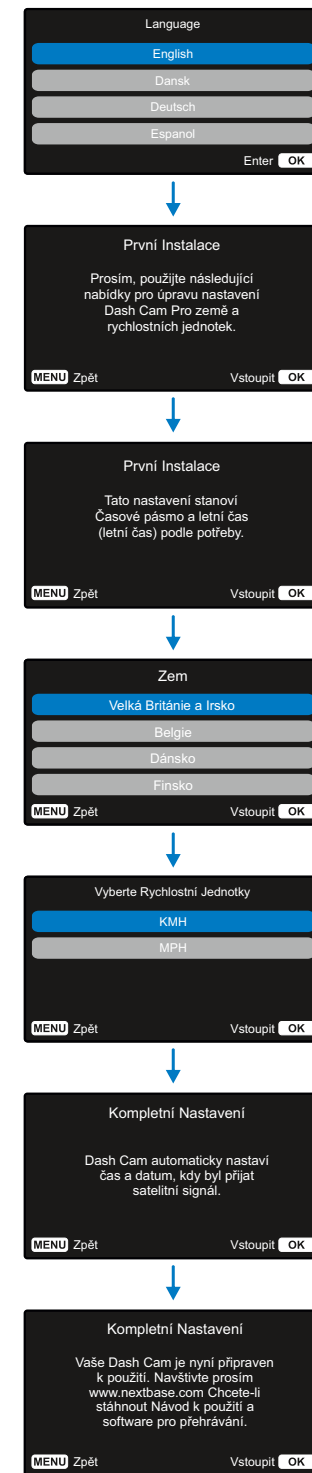 Language
English
Dansk
Deutsch
Espanol
Enter OK
První Instalace
Prosím, použijte následující
nabídky pro úpravu nastavení
Dash Cam Pro země a
rychlostních jednotek.
MENU Zpět Vstoupit OK
První Instalace
Tato nastavení stanoví
Časové pásmo a letní čas
(letní čas) podle potřeby.
MENU Zpět Vstoupit OK
Zem
Velká Británie a Irsko
Belgie
Dánsko
Finsko
MENU Zpět Vstoupit OK
Vyberte Rychlostní Jednotky
KMH
MPH
MENU Zpět Vstoupit OK
Kompletní Nastavení
Dash Cam automaticky nastaví
čas a datum, kdy byl přijat
satelitní signál.
MENU Zpět Vstoupit OK
Kompletní Nastavení
Vaše Dash Cam je nyní připraven
k použití. Navštivte prosím
www.nextbase.com Chcete-li
stáhnout Návod k použití a
software pro přehrávání.
MENU Zpět Vstoupit OK